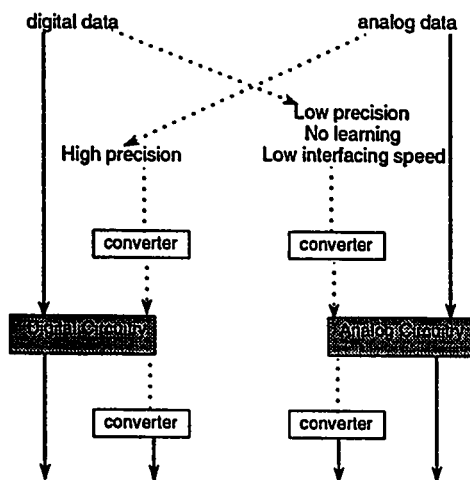 digital data
analog data
Low precision
No learning
High precision
Low interfacing speed
converter
converter
Digital Circuitry
Analog Circuitry
converter
converter